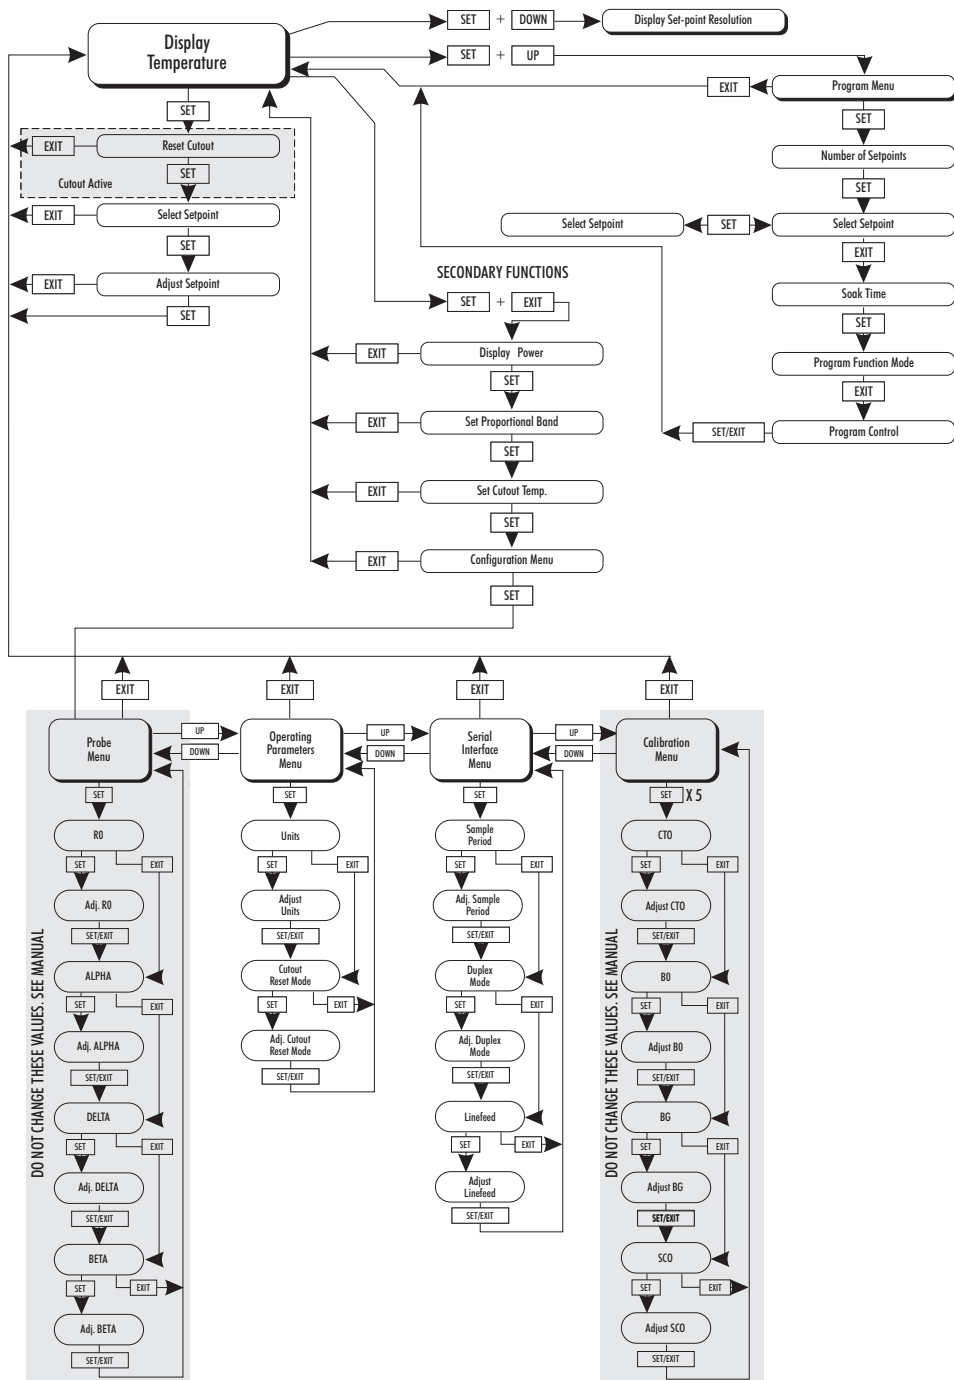 Display
Temperature
SET + DOWN
Display Set-point Resolution
SET + UP
EXIT
Program Menu
SET
SET
Number of Setpoints
SET
Select Setpoint
SET
Select Setpoint
EXIT
Soak Time
SET
Program Function Mode
EXIT
SET/EXIT
Program Control
EXIT
Reset Cutout
SET
Cutout Active
EXIT
Select Setpoint
SET
EXIT
Adjust Setpoint
SET
SECONDARY FUNCTIONS
SET + EXIT
EXIT
Display Power
SET
EXIT
Set Proportional Band
SET
EXIT
Set Cutout Temp.
SET
EXIT
Configuration Menu
SET
EXIT
EXIT
EXIT
EXIT
Probe
Menu
UP
DOWN
Operating
Parameters
Menu
UP
DOWN
Serial
Interface
Menu
UP
DOWN
Calibration
Menu
DO NOT CHANGE THESE VALUES. SEE MANUAL
SET
R0
SET
EXIT
Adj. R0
SET/EXIT
ALPHA
SET
EXIT
Adj. ALPHA
SET/EXIT
DELTA
SET
EXIT
Adj. DELTA
SET/EXIT
BETA
SET
EXIT
Adj. BETA
SET/EXIT
SET
Units
SET
EXIT
Adjust
Units
SET/EXIT
Cutout
Reset Mode
SET
EXIT
Adj. Cutout
Reset Mode
SET/EXIT
SET
Sample
Period
SET
EXIT
Adj. Sample
Period
SET/EXIT
Duplex
Mode
SET
EXIT
Adj. Duplex
Mode
SET/EXIT
Linefeed
SET
EXIT
Adjust
Linefeed
SET/EXIT
DO NOT CHANGE THESE VALUES. SEE MANUAL
SET X 5
CTO
SET
EXIT
Adjust CTO
SET/EXIT
B0
SET
EXIT
Adjust B0
SET/EXIT
BG
SET
EXIT
Adjust BG
SET/EXIT
SCO
SET
EXIT
Adjust SCO
SET/EXIT